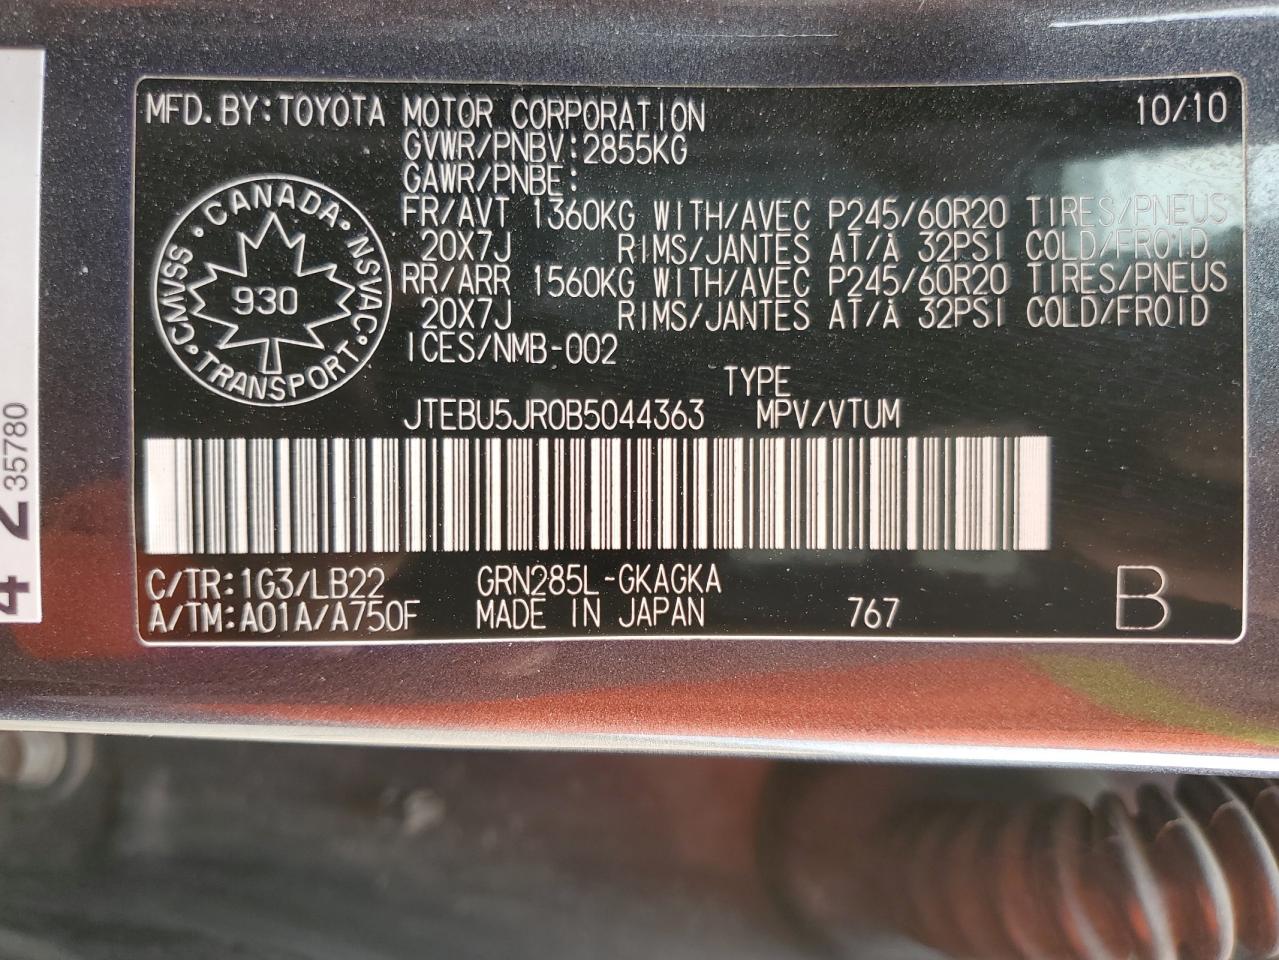 MFD. BY: TOYOTA MOTOR CORPORATION 10/10
GVWR/PNBV: 2855KG
GAWR/PNBE:
FR/AVT 1360KG WITH/AVEC P245/60R20 TIRES/PNEUS
20X7J RIMS/JANTES AT/À 32PSI COLD/FROID
RR/ARR 1560KG WITH/AVEC P245/60R20 TIRES/PNEUS
20X7J RIMS/JANTES AT/À 32PSI COLD/FROID
ICES/NMB-002
CMVSS · CANADA · NSVAC · TRANSPORT ·
930
TYPE
JTEBU5JR0B5044363 MPV/VTUM
C/TR: 1G3/LB22 GRN285L-GKAGKA
A/TM: A01A/A750F MADE IN JAPAN 767 B
4 2 35780